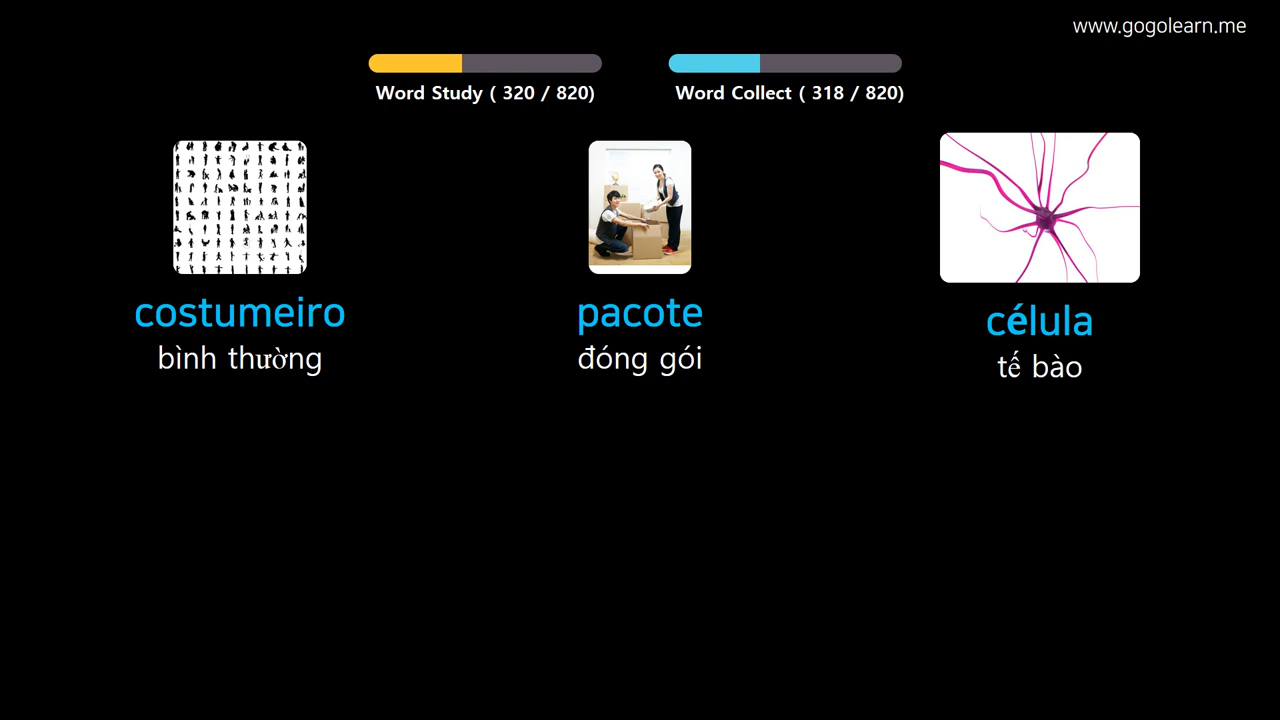 www.gogolearn.me
Word Study ( 320 / 820)
Word Collect ( 318 / 820)
costumeiro
bình thường
pacote
đóng gói
célula
tế bào